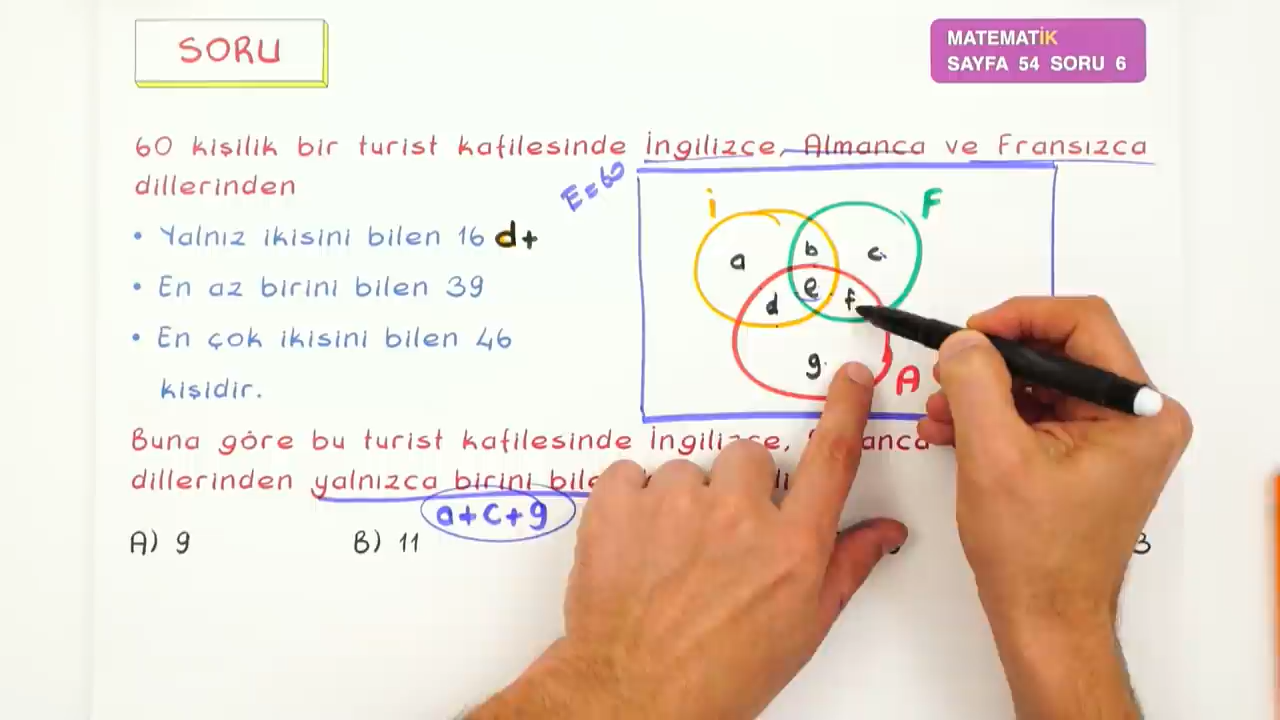 SORU
MATEMATİK
SAYFA 54 SORU 6
60 kişilik bir turist kafilesinde İngilizce, Almanca ve Fransızca
dillerinden
E=60
• Yalnız ikisini bilen 16 d+
• En az birini bilen 39
• En çok ikisini bilen 46
kişidir.
İ
F
a
b
c
d
e
f
g
A
Buna göre bu turist kafilesinde İngilizce,
dillerinden yalnızca birini
a+c+g
A) 9
B) 11